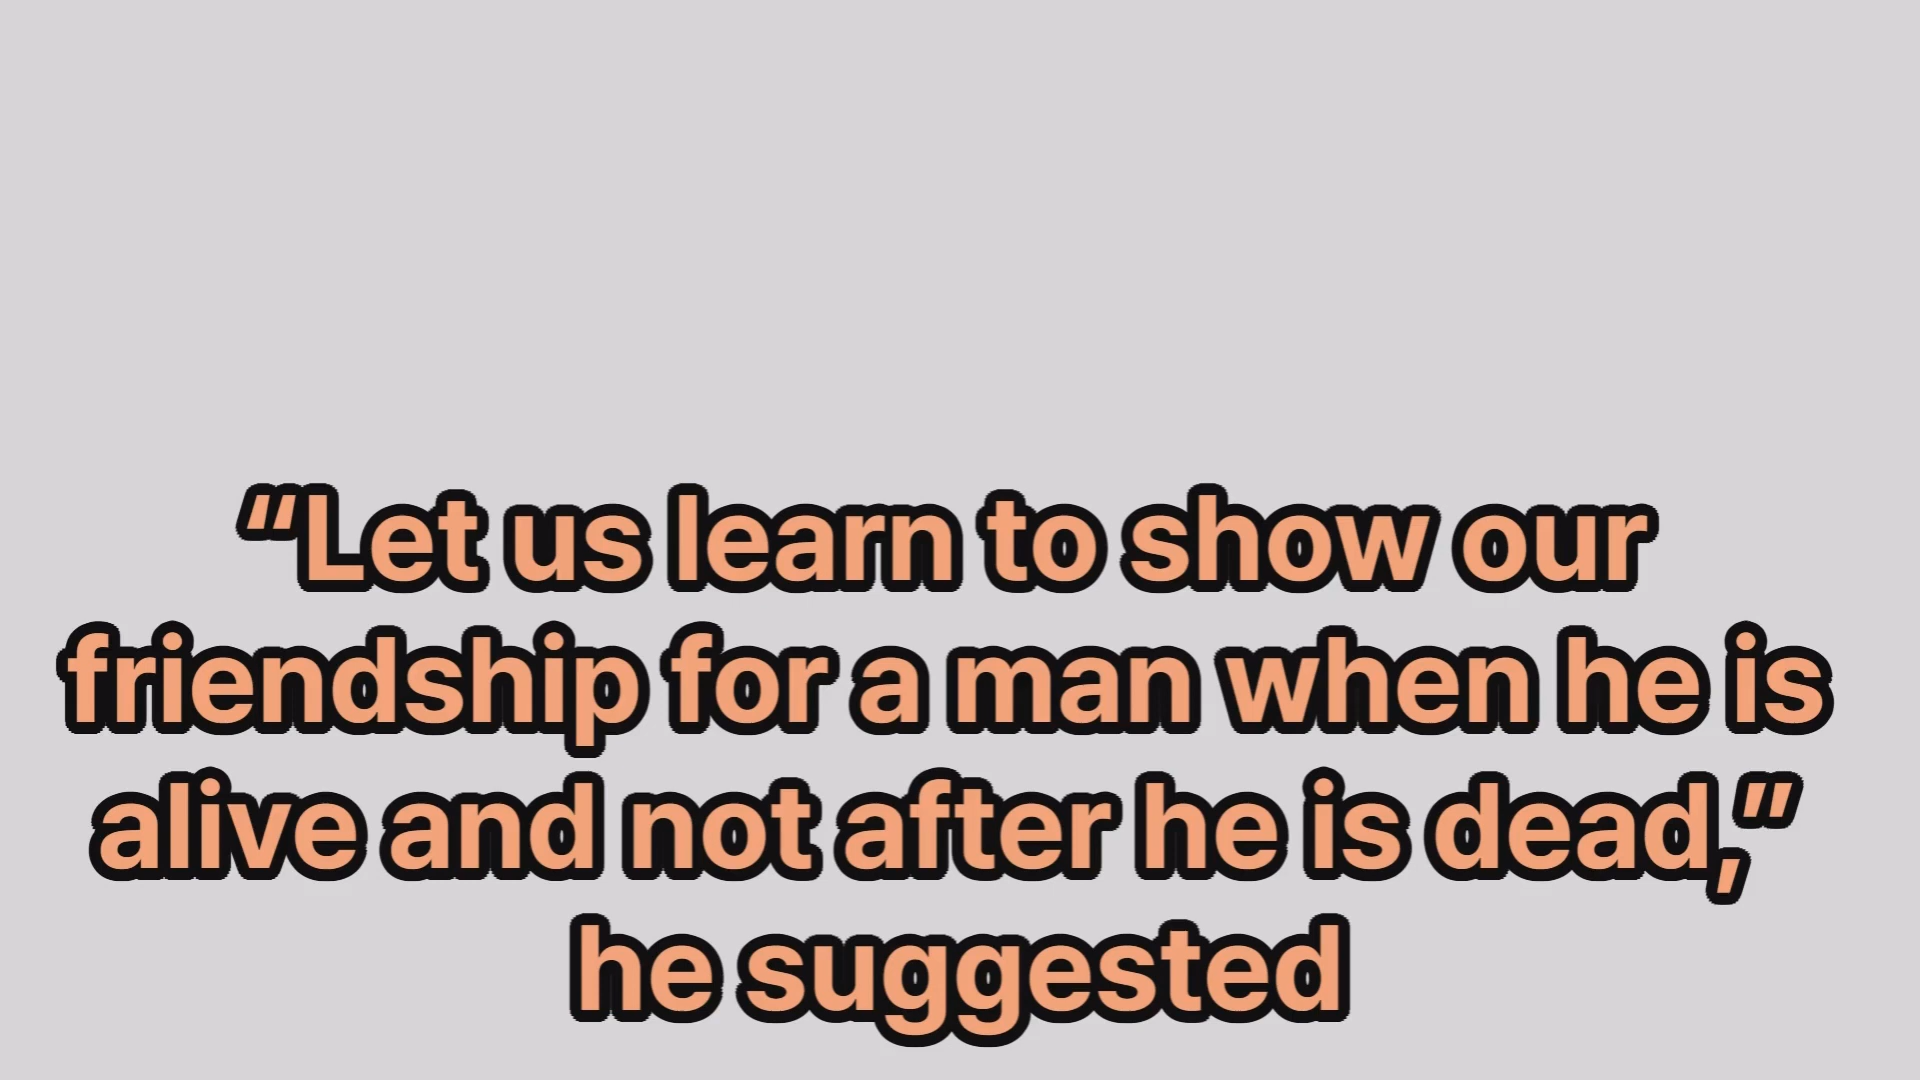 “Let us learn to show our
friendship for a man when he is
alive and not after he is dead,”
he suggested